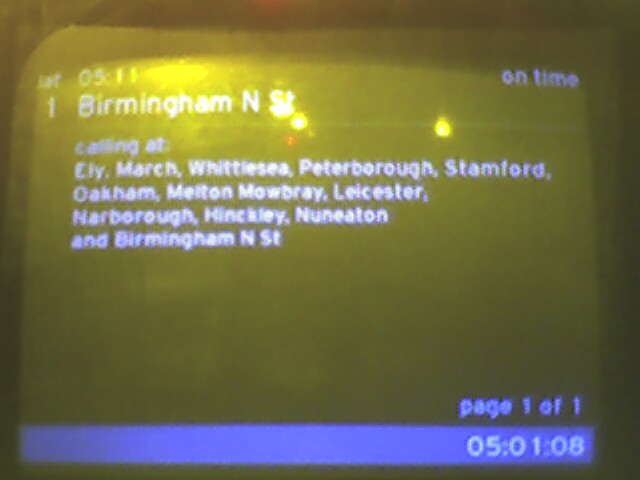 1st 05:11 on time
1 Birmingham N St
calling at:
Ely, March, Whittlesea, Peterborough, Stamford,
Oakham, Melton Mowbray, Leicester,
Narborough, Hinckley, Nuneaton
and Birmingham N St
page 1 of 1
05:01:08